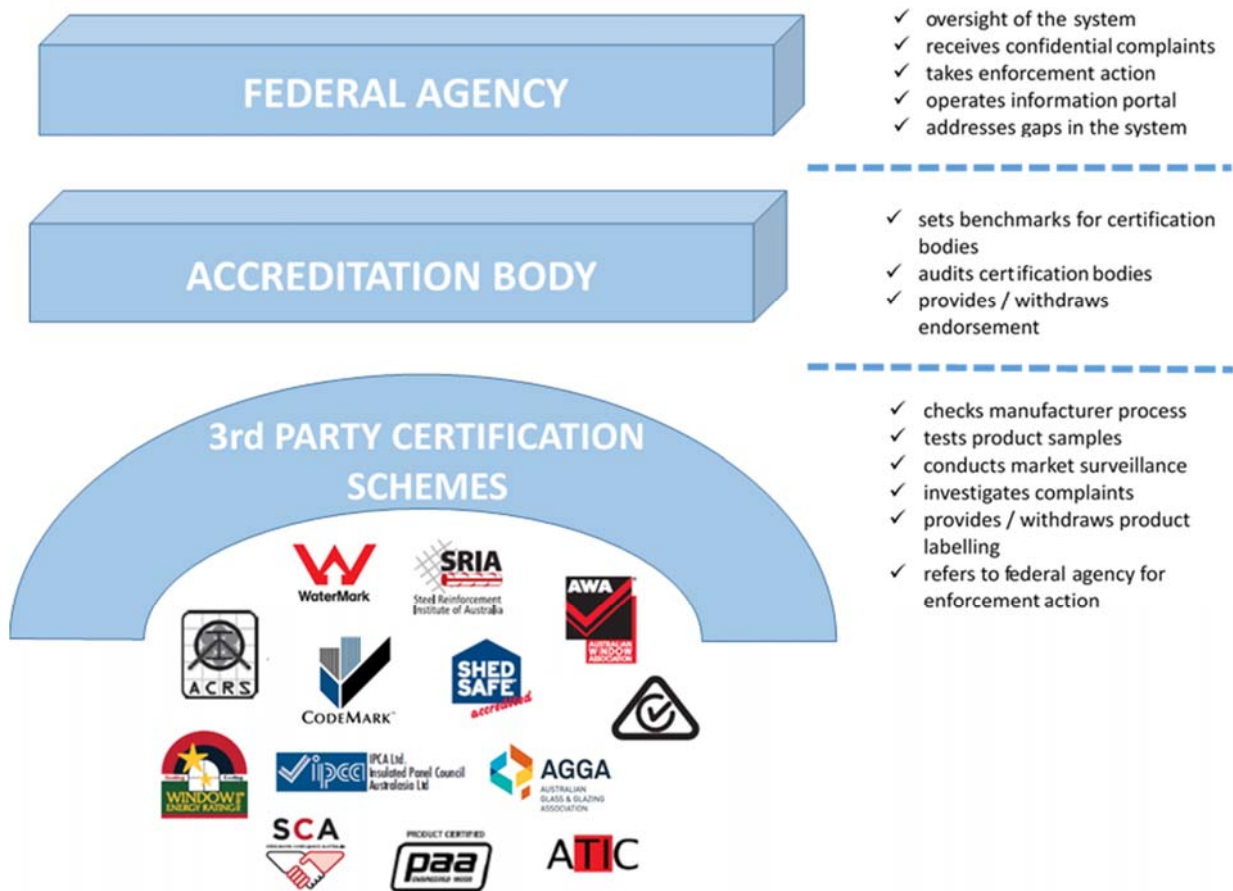 FEDERAL AGENCY
✓ oversight of the system
✓ receives confidential complaints
✓ takes enforcement action
✓ operates information portal
✓ addresses gaps in the system
ACCREDITATION BODY
✓ sets benchmarks for certification
bodies
✓ audits certification bodies
✓ provides / withdraws
endorsement
3rd PARTY CERTIFICATION
SCHEMES
✓ checks manufacturer process
✓ tests product samples
✓ conducts market surveillance
✓ investigates complaints
✓ provides / withdraws product
labelling
✓ refers to federal agency for
enforcement action
WaterMark
SRIA
Steel Reinforcement
Institute of Australia
AWA
AUSTRALIAN
WINDOW
ASSOCIATION
ACRS
CODEMARK™
SHED
SAFE
accredited
WINDOW
ENERGY RATING
ipca
IPCA Ltd.
Insulated Panel Council
Australasia Ltd
AGGA
AUSTRALIAN
GLASS & GLAZING
ASSOCIATION
SCA
PRODUCT CERTIFIED
paa
ENGINEERED WOOD
ATIC